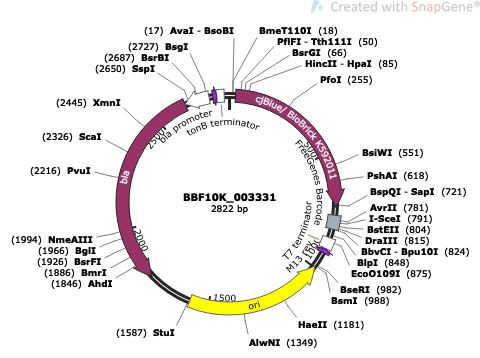 Created with SnapGene®
(17) AvaI - BsoBI
BmeT110I (18)
(2727) BsgI
PflFI - Tth111I (50)
(2687) BsrBI
BsrGI (66)
(2650) SspI
HincII - HpaI (85)
PfoI (255)
(2445) XmnI
bla promoter
tonB terminator
cjBlue/ BioBrick K592011
2500
500
(2326) ScaI
BsiWI (551)
(2216) PvuI
bla
FreeGenes Barcode
PshAI (618)
BspQI - SapI (721)
BBF10K_003331
2822 bp
AvrII (781)
I-SceI (791)
BstEII (804)
T7 terminator
DraIII (815)
(1994) NmeAIII
2000
BbvCI - Bpu10I (824)
(1966) BglI
M13 rev
BlpI (848)
(1926) BsrFI
1000
EcoO109I (875)
(1886) BmrI
BseRI (982)
(1846) AhdI
BsmI (988)
1500
ori
HaeII (1181)
(1587) StuI
AlwNI (1349)